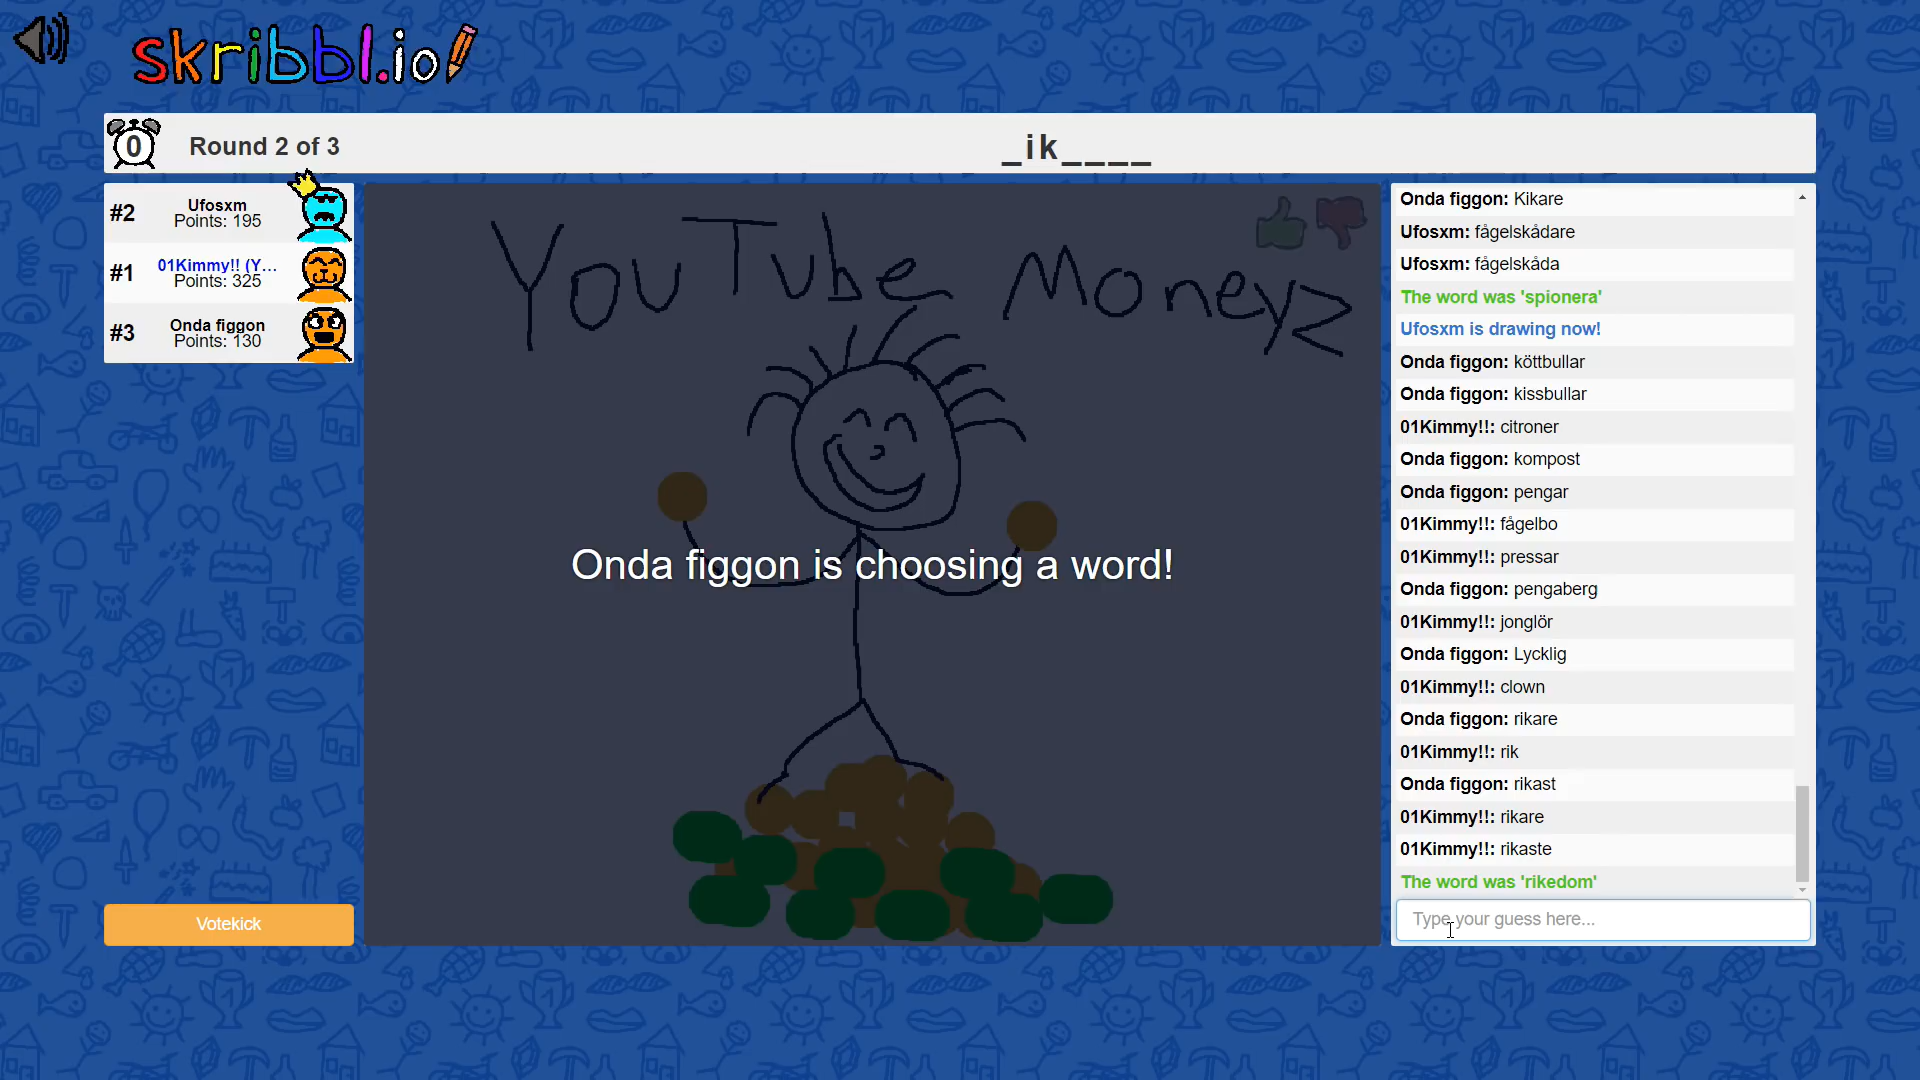 skribbl.io
0
Round 2 of 3
_ik____
#2
Ufosxm
Points: 195
#1
01Kimmy!! (Y...
Points: 325
#3
Onda figgon
Points: 130
Votekick
YouTube Moneyz
Onda figgon is choosing a word!
Onda figgon: Kikare
Ufosxm: fågelskådare
Ufosxm: fågelskåda
The word was 'spionera'
Ufosxm is drawing now!
Onda figgon: köttbullar
Onda figgon: kissbullar
01Kimmy!!: citroner
Onda figgon: kompost
Onda figgon: pengar
01Kimmy!!: fågelbo
01Kimmy!!: pressar
Onda figgon: pengaberg
01Kimmy!!: jonglör
Onda figgon: Lycklig
01Kimmy!!: clown
Onda figgon: rikare
01Kimmy!!: rik
Onda figgon: rikast
01Kimmy!!: rikare
01Kimmy!!: rikaste
The word was 'rikedom'
Type your guess here...